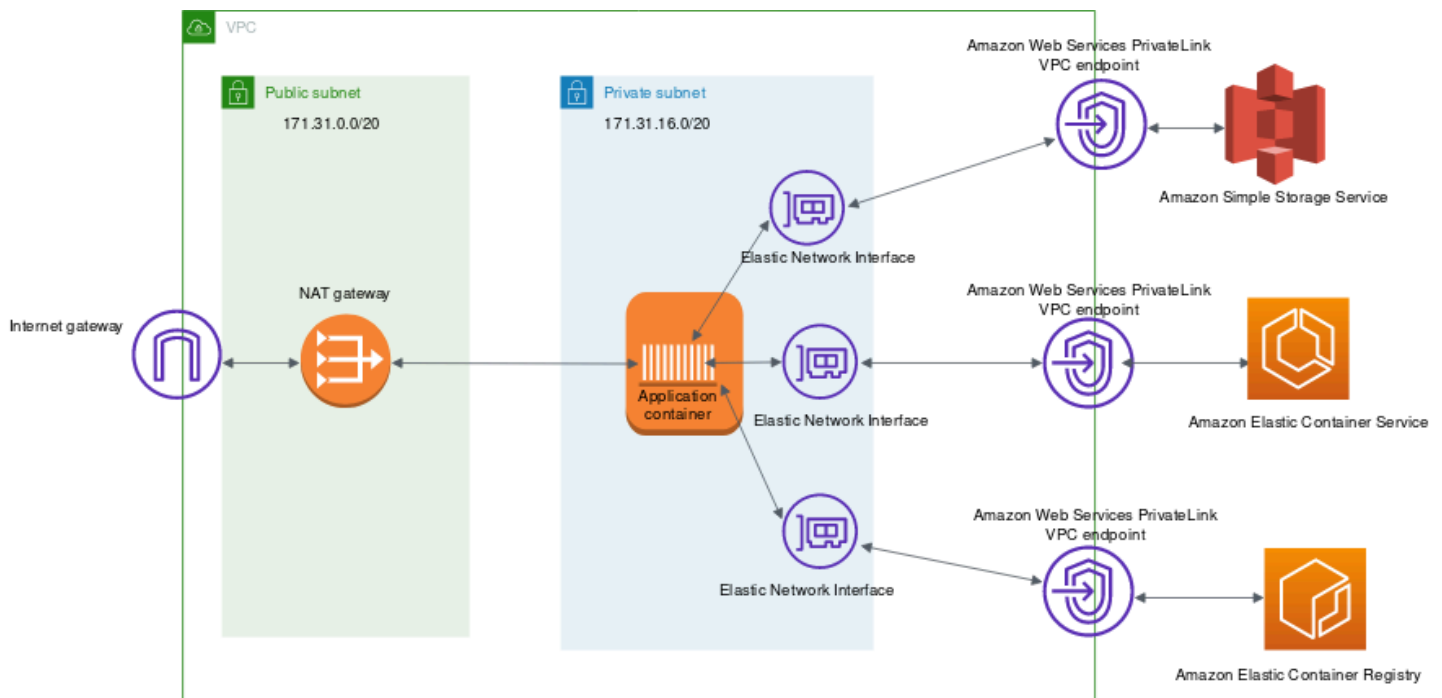 VPC
Amazon Web Services PrivateLink
VPC endpoint
Public subnet
171.31.0.0/20
Private subnet
171.31.16.0/20
Amazon Simple Storage Service
Elastic Network Interface
NAT gateway
Internet gateway
Amazon Web Services PrivateLink
VPC endpoint
Application
container
Elastic Network Interface
Amazon Elastic Container Service
Amazon Web Services PrivateLink
VPC endpoint
Elastic Network Interface
Amazon Elastic Container Registry